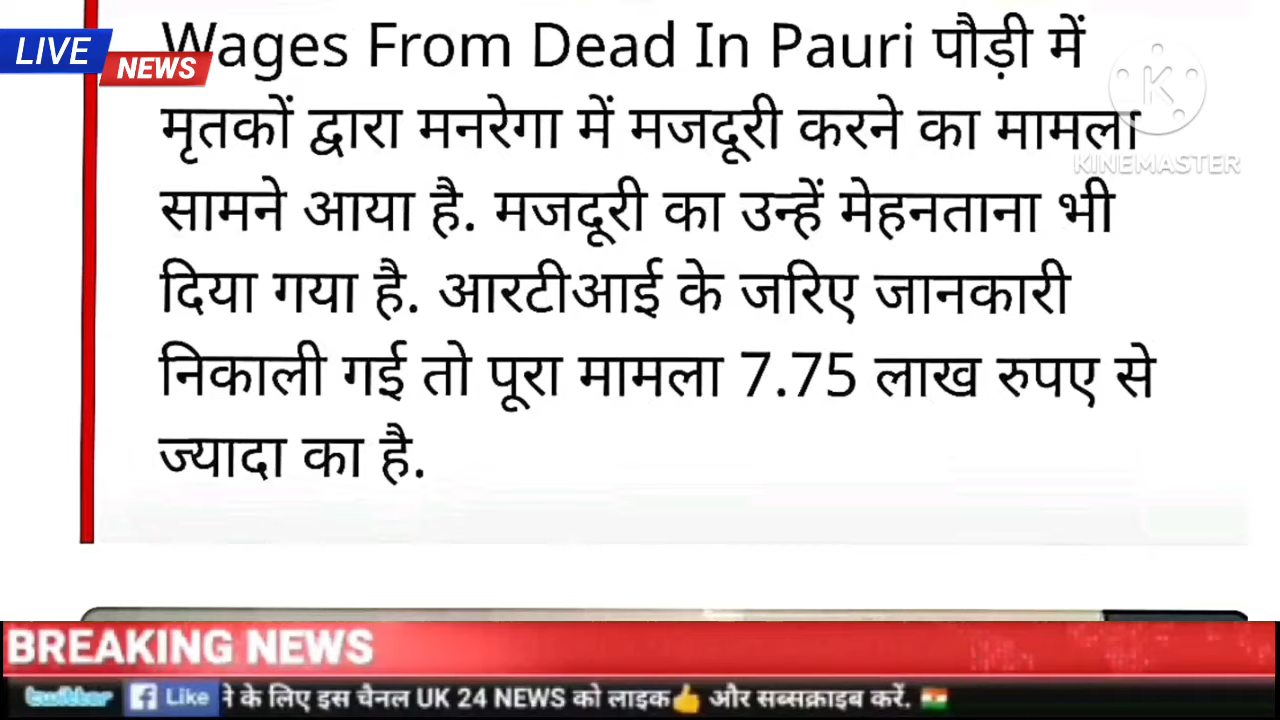 LIVE
NEWS
Wages From Dead In Pauri पौड़ी में
मृतकों द्वारा मनरेगा में मजदूरी करने का मामला
सामने आया है. मजदूरी का उन्हें मेहनताना भी
दिया गया है. आरटीआई के जरिए जानकारी
निकाली गई तो पूरा मामला 7.75 लाख रुपए से
ज्यादा का है.
K
KINEMASTER
BREAKING NEWS
twitter Like ने के लिए इस चैनल UK 24 NEWS को लाइक👍 और सब्सक्राइब करें. 🇮🇳